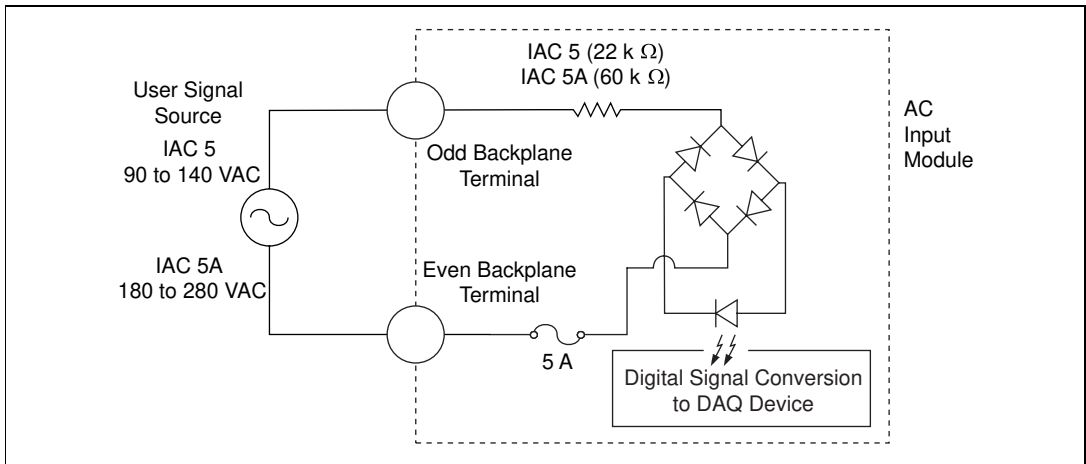 IAC 5 (22 k Ω)
IAC 5A (60 k Ω)
User Signal
Source
IAC 5
90 to 140 VAC
Odd Backplane
Terminal
AC
Input
Module
IAC 5A
180 to 280 VAC
Even Backplane
Terminal
5 A
Digital Signal Conversion
to DAQ Device